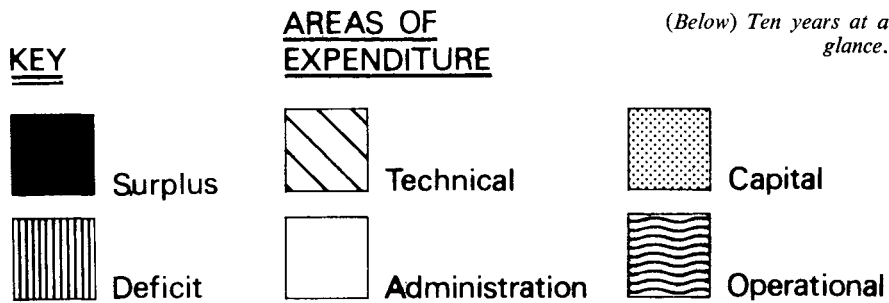 KEY
AREAS OF
EXPENDITURE
(Below) Ten years at a
glance.
Surplus
Technical
Capital
Deficit
Administration
Operational